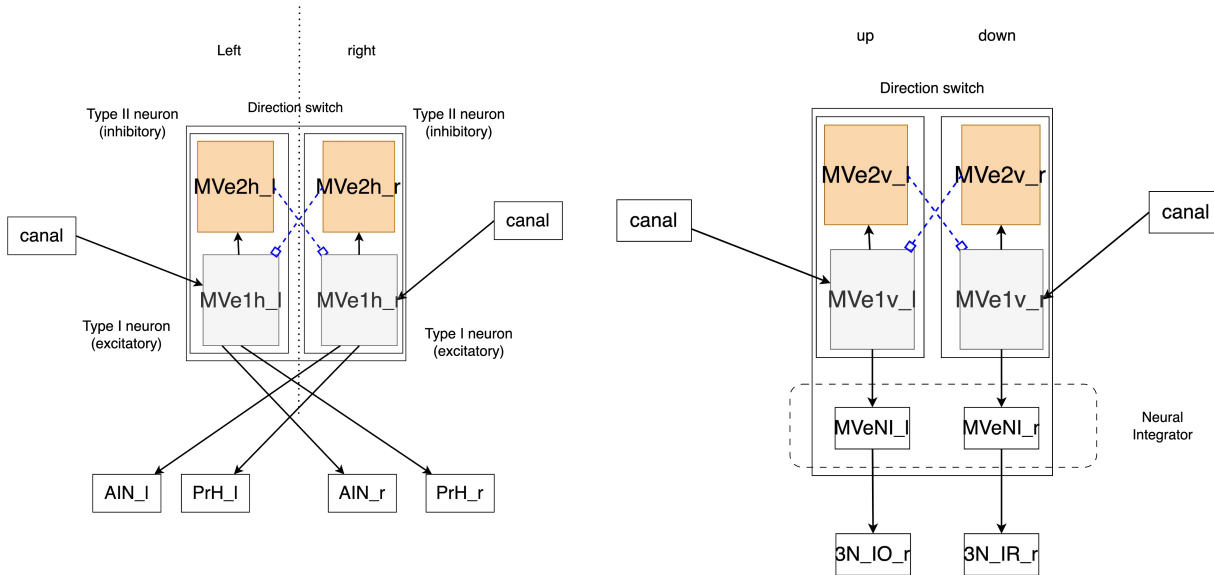 Left
right
Direction switch
Type II neuron
(inhibitory)
Type II neuron
(inhibitory)
MVe2h_l
MVe2h_r
canal
canal
MVe1h_l
MVe1h_r
Type I neuron
(excitatory)
Type I neuron
(excitatory)
AIN_l
PrH_l
AIN_r
PrH_r
up
down
Direction switch
MVe2v_l
MVe2v_r
canal
canal
MVe1v_l
MVe1v_r
MVeNI_l
MVeNI_r
Neural
Integrator
3N_IO_r
3N_IR_r